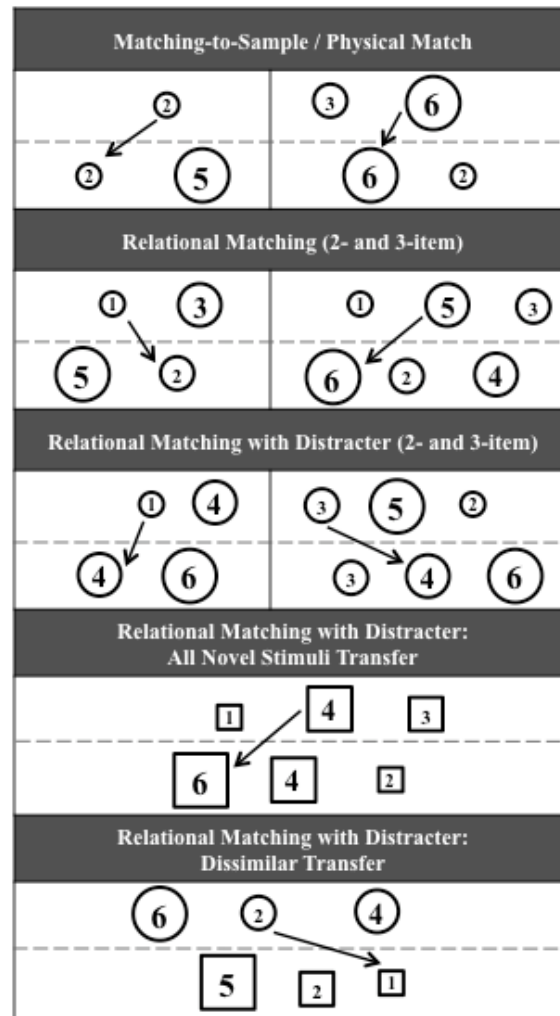 Matching-to-Sample / Physical Match
2
2 5
3 6
6 2
Relational Matching (2- and 3-item)
1 3
5 2
1 5 3
6 2 4
Relational Matching with Distracter (2- and 3-item)
1 4
4 6
3 5 2
3 4 6
Relational Matching with Distracter:
All Novel Stimuli Transfer
1 4 3
6 4 2
Relational Matching with Distracter:
Dissimilar Transfer
6 2 4
5 2 1